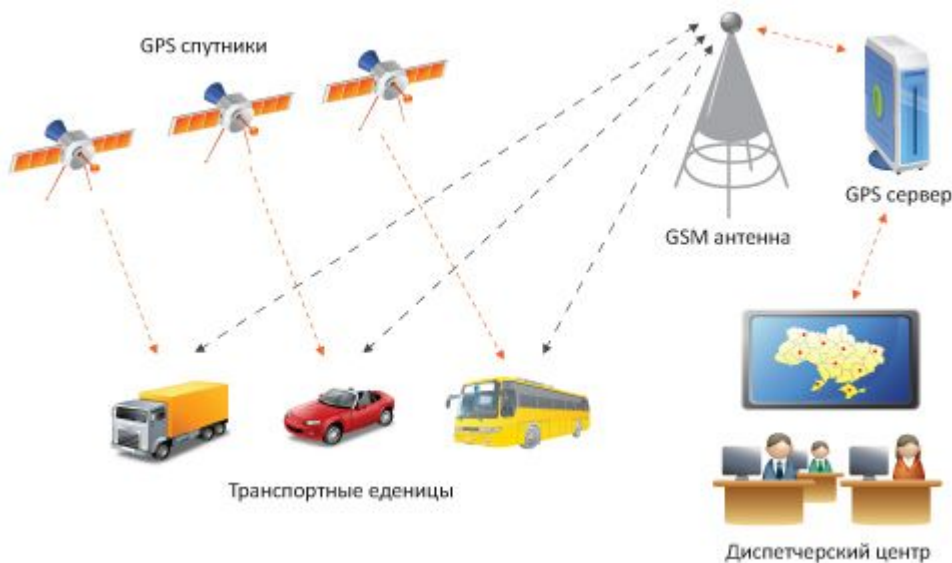 GPS спутники
GPS сервер
GSM антенна
Транспортные еденицы
Диспетчерский центр